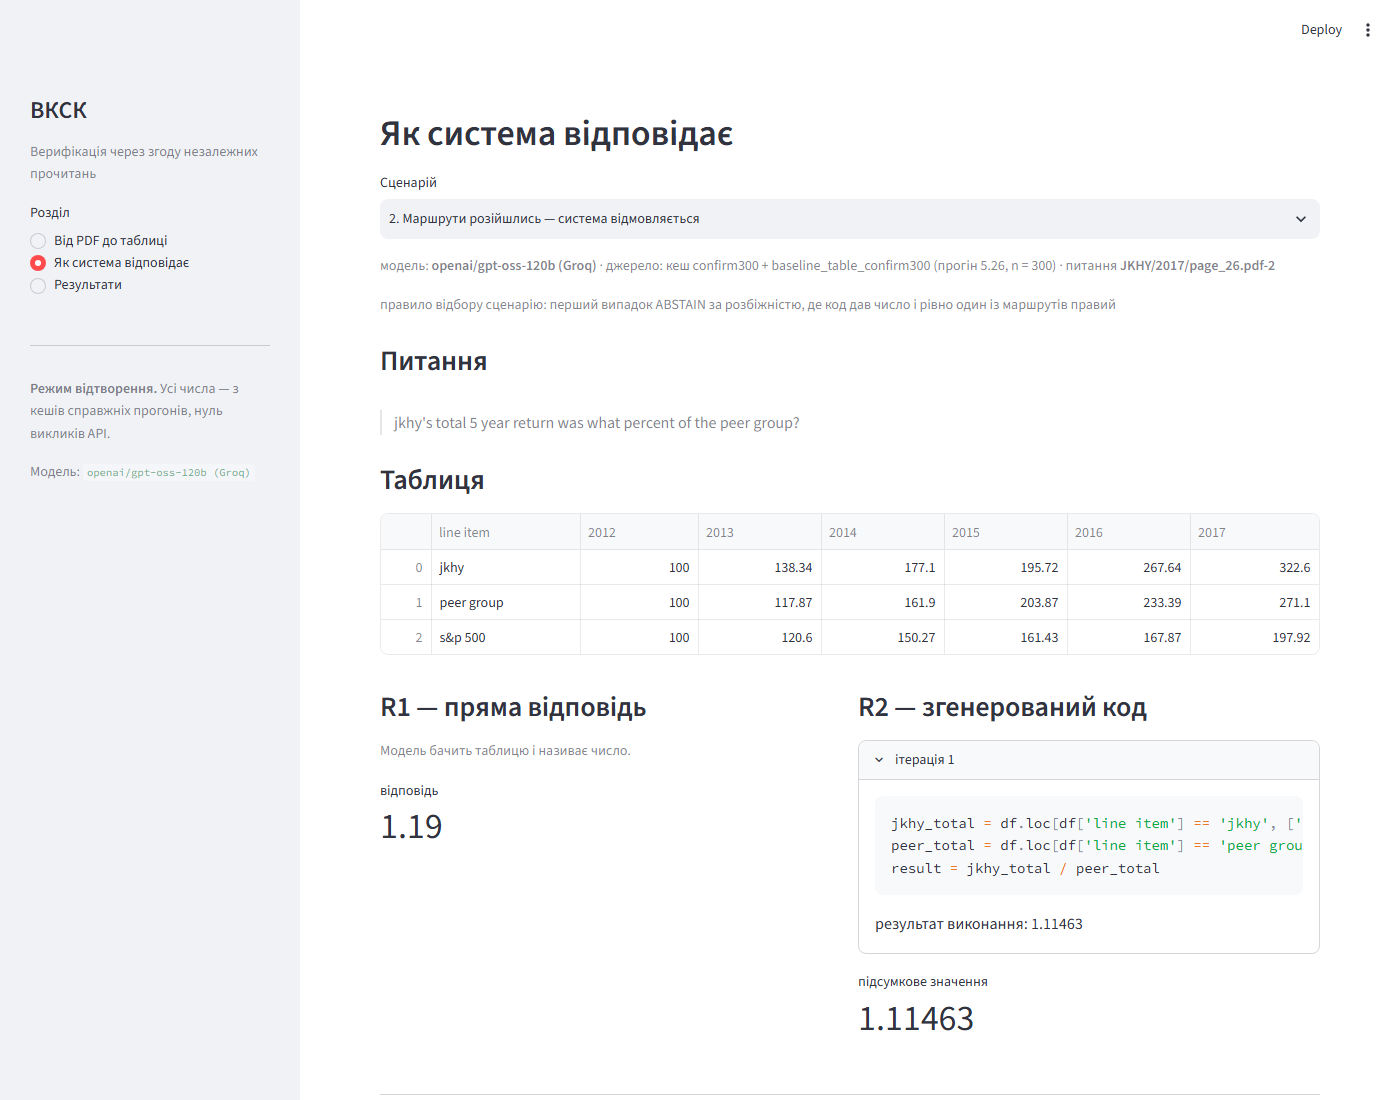 Deploy
ВКСК
Верифікація через згоду незалежних
прочитань
Розділ
Від PDF до таблиці
Як система відповідає
Результати
Режим відтворення. Усі числа — з
кешів справжніх прогонів, нуль
викликів API.
Модель: openai/gpt-oss-120b (Groq)
Як система відповідає
Сценарій
2. Маршрути розійшлись — система відмовляється
модель: openai/gpt-oss-120b (Groq) · джерело: кеш confirm300 + baseline_table_confirm300 (прогін 5.26, n = 300) · питання JKHY/2017/page_26.pdf-2
правило відбору сценарію: перший випадок ABSTAIN за розбіжністю, де код дав число і рівно один із маршрутів правий
Питання
jkhy's total 5 year return was what percent of the peer group?
Таблиця
line item 2012 2013 2014 2015 2016 2017
0 jkhy 100 138.34 177.1 195.72 267.64 322.6
1 peer group 100 117.87 161.9 203.87 233.39 271.1
2 s&p 500 100 120.6 150.27 161.43 167.87 197.92
R1 — пряма відповідь
Модель бачить таблицю і називає число.
відповідь
1.19
R2 — згенерований код
ітерація 1
jkhy_total = df.loc[df['line item'] == 'jkhy', ['
peer_total = df.loc[df['line item'] == 'peer grou
result = jkhy_total / peer_total
результат виконання: 1.11463
підсумкове значення
1.11463